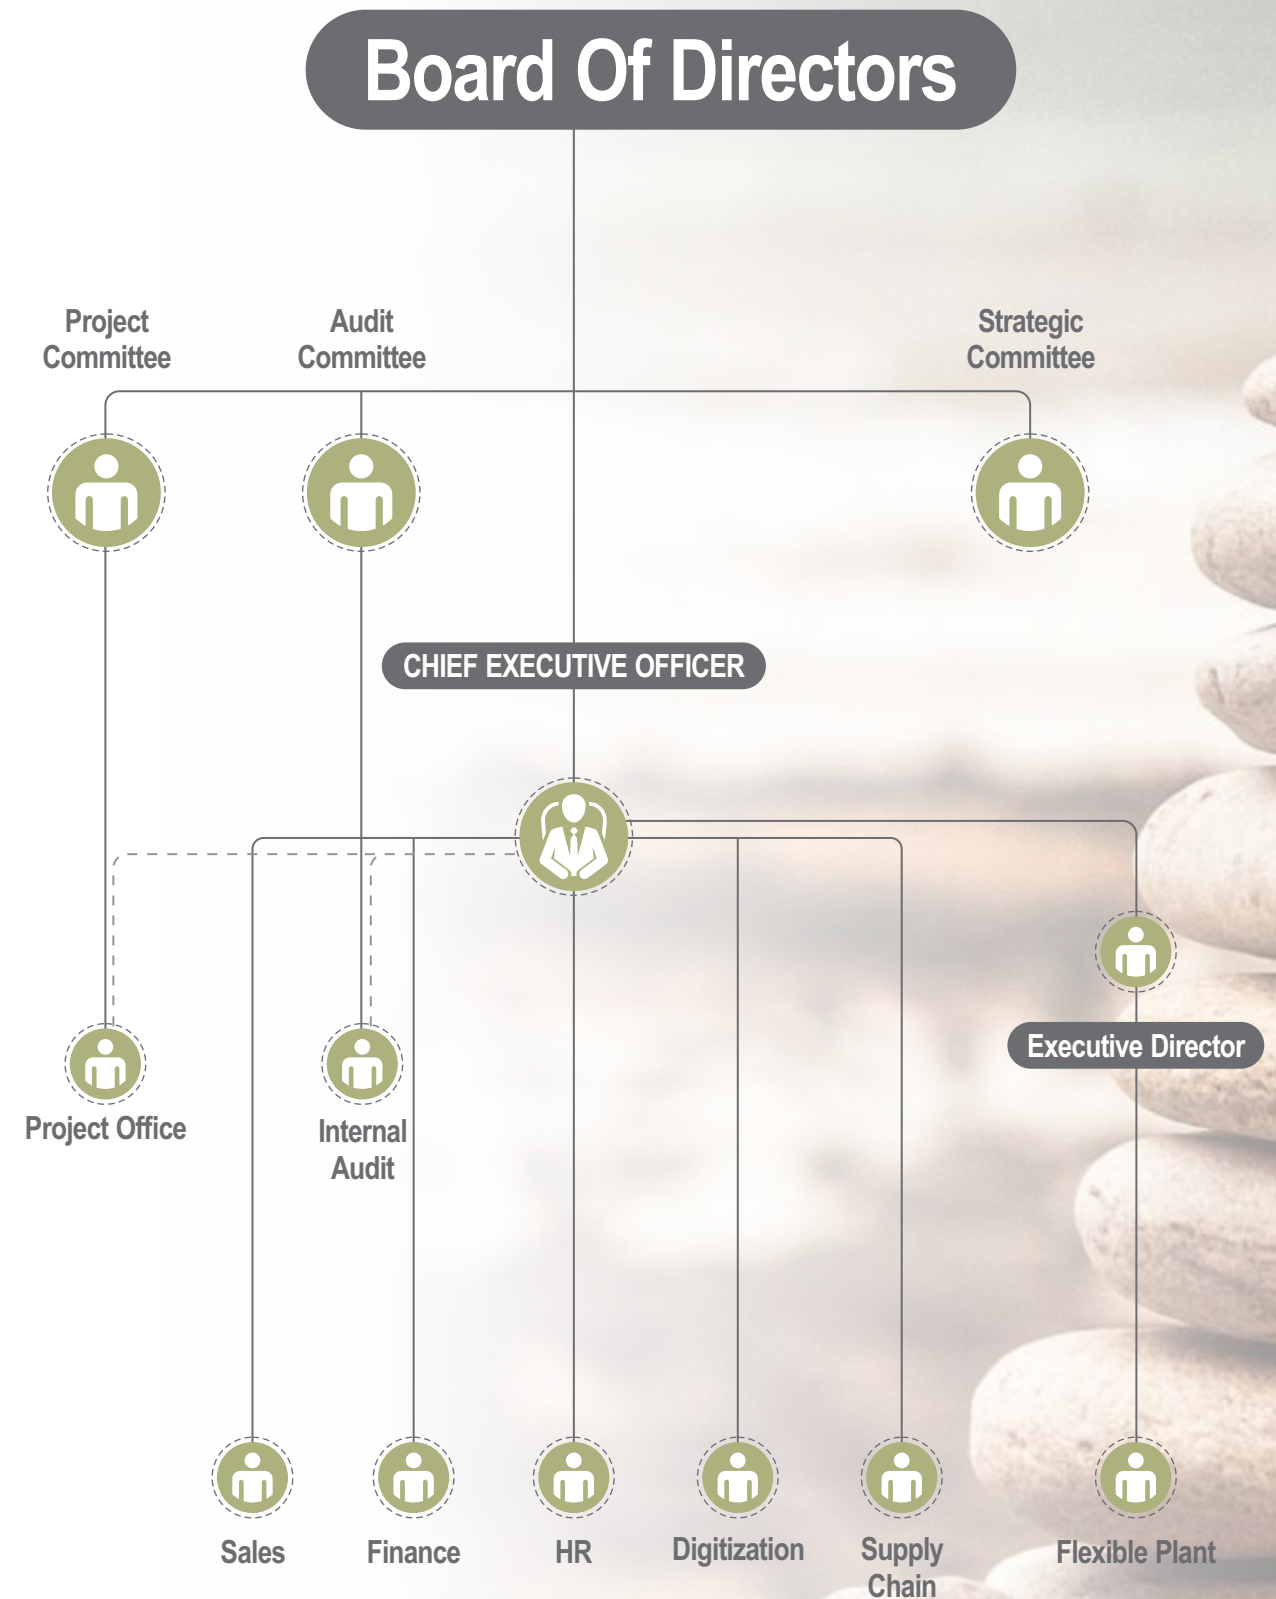 Board Of Directors
Project
Committee
Audit
Committee
Strategic
Committee
CHIEF EXECUTIVE OFFICER
Executive Director
Project Office
Internal
Audit
Sales
Finance
HR
Digitization
Supply
Chain
Flexible Plant